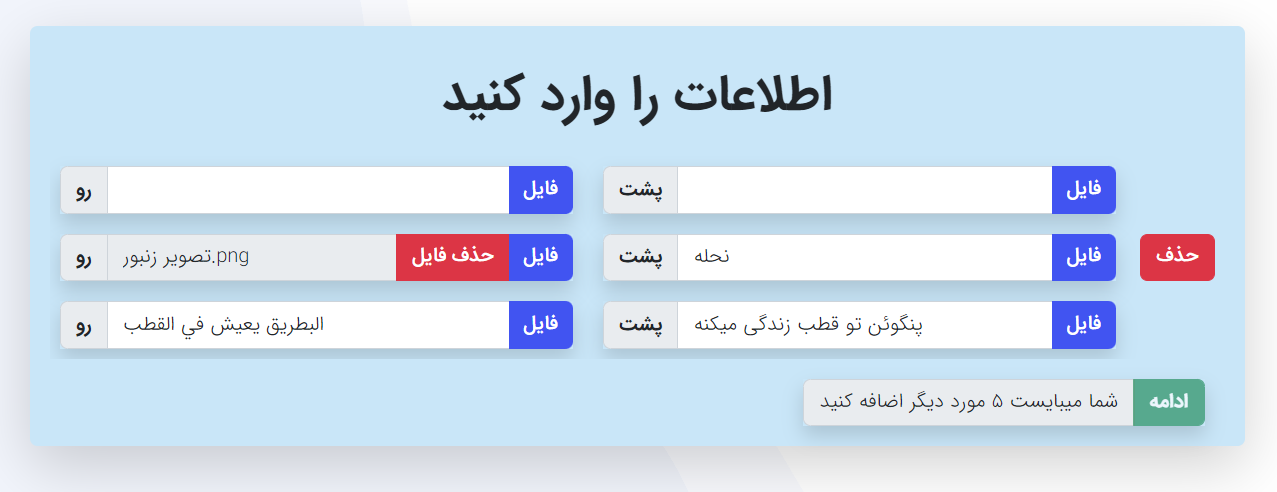 اطلاعات را وارد کنید
رو فایل پشت فایل
رو تصویر زنبور.png حذف فایل فایل پشت نحله فایل حذف
رو البطريق يعيش في القطب فایل پشت پنگوئن تو قطب زندگی میکنه فایل
شما میبایست ۵ مورد دیگر اضافه کنید ادامه